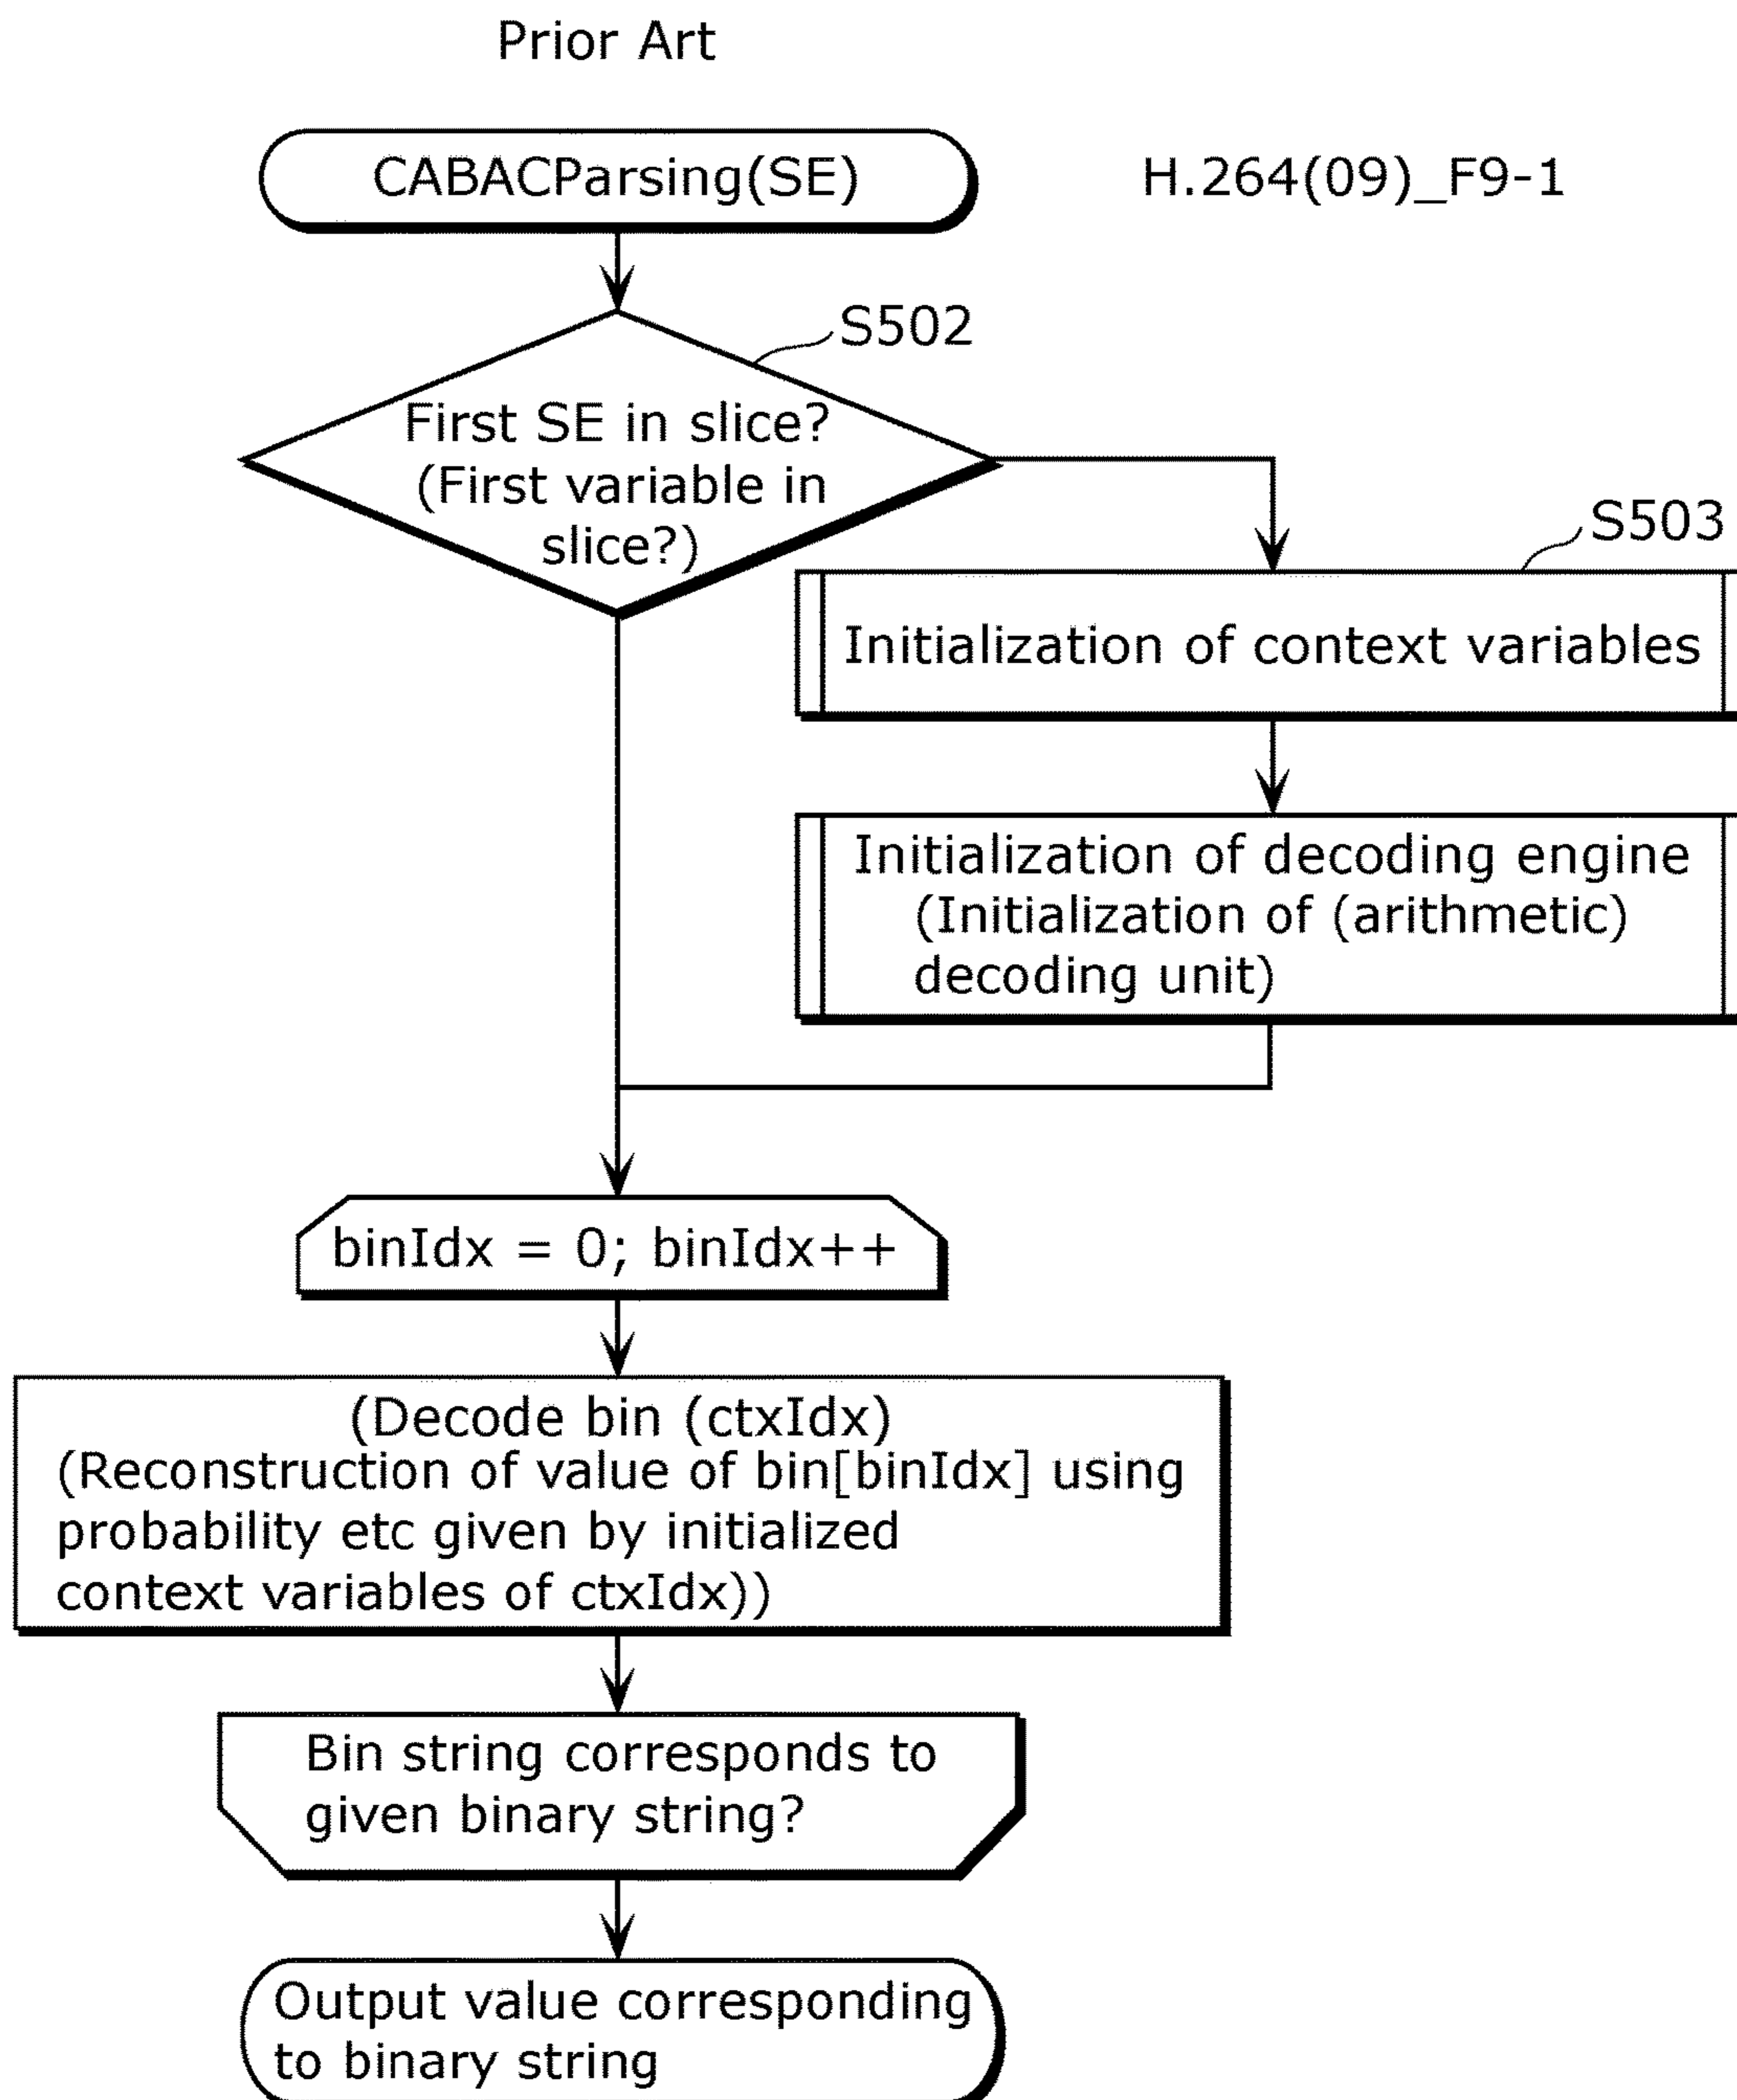 Prior Art
CABACParsing(SE)
H.264(09)_F9-1
S502
First SE in slice?
(First variable in
slice?)
S503
Initialization of context variables
Initialization of decoding engine
(Initialization of (arithmetic)
decoding unit)
binIdx = 0; binIdx++
(Decode bin (ctxIdx)
(Reconstruction of value of bin[binIdx] using
probability etc given by initialized
context variables of ctxIdx))
Bin string corresponds to
given binary string?
Output value corresponding
to binary string